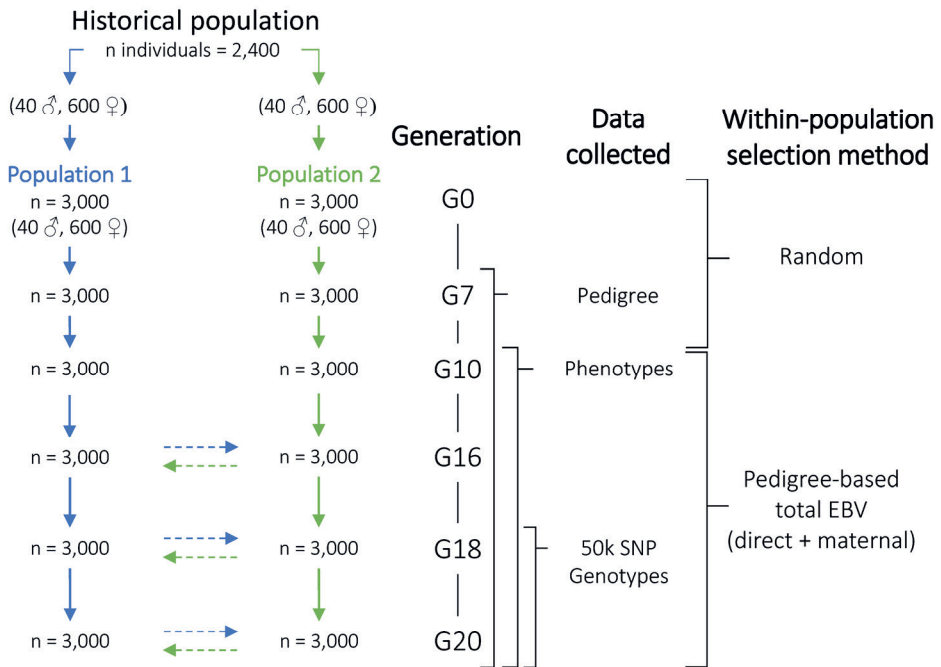 Historical population
n individuals = 2,400
(40 ♂, 600 ♀)
(40 ♂, 600 ♀)
Generation
Data
collected
Within-population
selection method
Population 1
n = 3,000
(40 ♂, 600 ♀)
Population 2
n = 3,000
(40 ♂, 600 ♀)
G0
Random
n = 3,000
n = 3,000
G7
Pedigree
n = 3,000
n = 3,000
G10
Phenotypes
n = 3,000
n = 3,000
G16
Pedigree-based
total EBV
(direct + maternal)
n = 3,000
n = 3,000
G18
50k SNP
Genotypes
n = 3,000
n = 3,000
G20